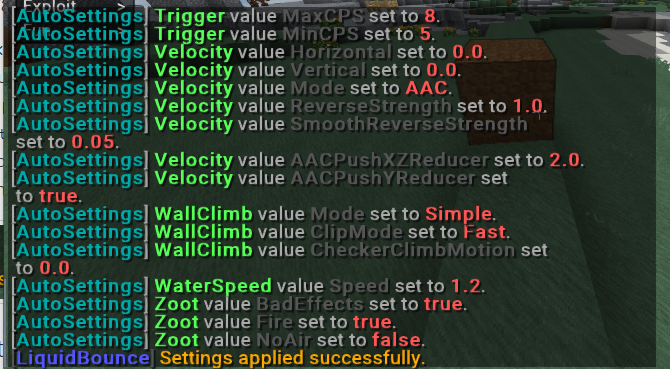 Exploit >
[AutoSettings] Trigger value MaxCPS set to 8.
[AutoSettings] Trigger value MinCPS set to 5.
[AutoSettings] Velocity value Horizontal set to 0.0.
[AutoSettings] Velocity value Vertical set to 0.0.
[AutoSettings] Velocity value Mode set to AAC.
[AutoSettings] Velocity value ReverseStrength set to 1.0.
[AutoSettings] Velocity value SmoothReverseStrength
set to 0.05.
[AutoSettings] Velocity value AACPushXZReducer set to 2.0.
[AutoSettings] Velocity value AACPushYReducer set
to true.
[AutoSettings] WallClimb value Mode set to Simple.
[AutoSettings] WallClimb value ClipMode set to Fast.
[AutoSettings] WallClimb value CheckerClimbMotion set
to 0.0.
[AutoSettings] WaterSpeed value Speed set to 1.2.
[AutoSettings] Zoot value BadEffects set to true.
[AutoSettings] Zoot value Fire set to true.
[AutoSettings] Zoot value NoAir set to false.
LiquidBounce] Settings applied successfully.